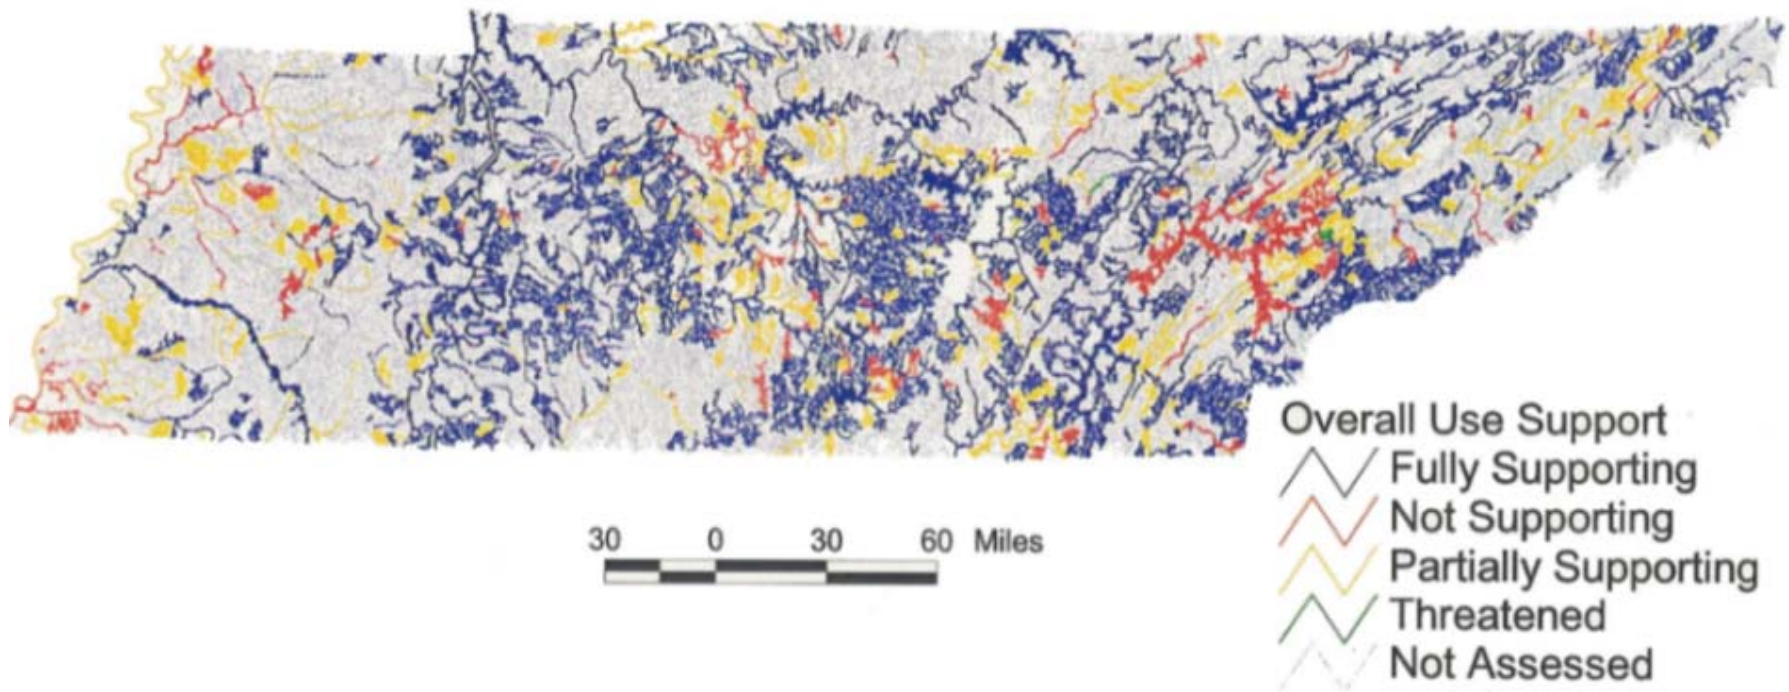 Overall Use Support
Fully Supporting
Not Supporting
Partially Supporting
Threatened
Not Assessed
30 0 30 60 Miles